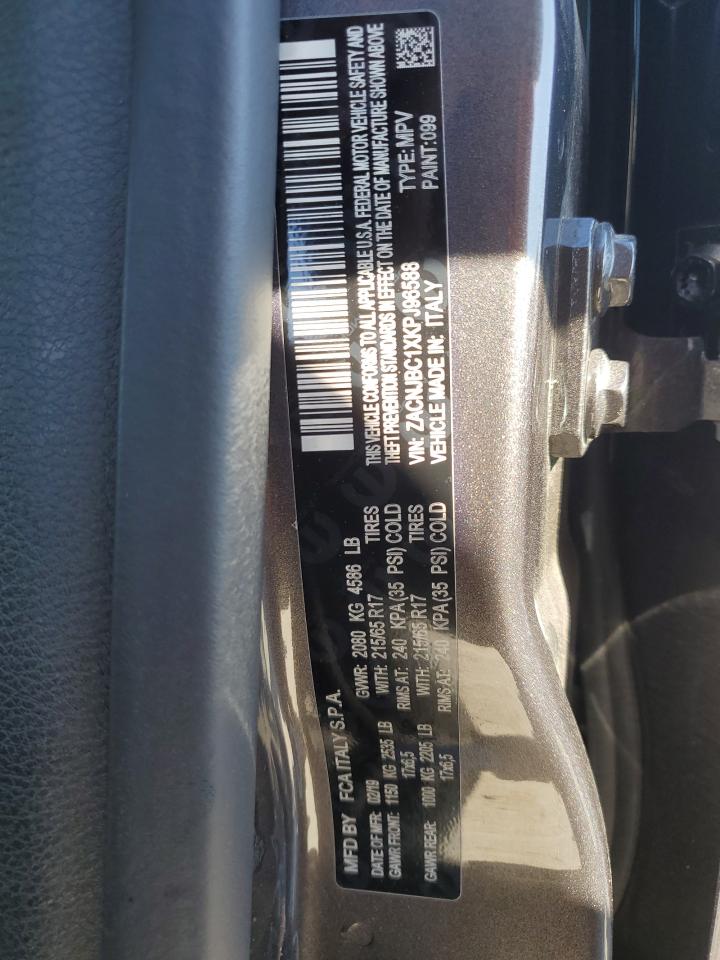 MFD BY FCA ITALY S.P.A.
DATE OF MFR: 02/19 GVWR: 2080 KG 4586 LB
GAWR FRONT: 1150 KG 2535 LB WITH: 215/65 R17 TIRES
17x6,5 RIMS AT: 240 KPA(35 PSI) COLD
GAWR REAR: 1000 KG 2205 LB WITH: 215/65 R17 TIRES
17x6,5 RIMS AT: 240 KPA(35 PSI) COLD
THIS VEHICLE CONFORMS TO ALL APPLICABLE U.S.A. FEDERAL MOTOR VEHICLE SAFETY AND
THEFT PREVENTION STANDARDS IN EFFECT ON THE DATE OF MANUFACTURE SHOWN ABOVE
VIN: ZACNJBC1XKPJ96588 TYPE: MPV
VEHICLE MADE IN: ITALY PAINT: 099